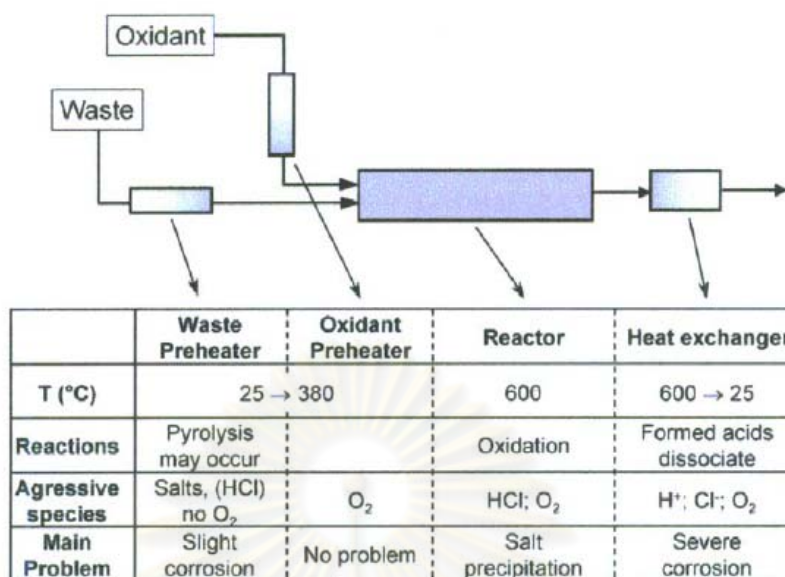 Oxidant
Waste
Waste Preheater Oxidant Preheater Reactor Heat exchanger
T (°C) 25 → 380 600 600 → 25
Reactions Pyrolysis may occur Oxidation Formed acids dissociate
Agressive species Salts, (HCl) no O₂ O₂ HCl; O₂ H⁺; Cl⁻; O₂
Main Problem Slight corrosion No problem Salt precipitation Severe corrosion